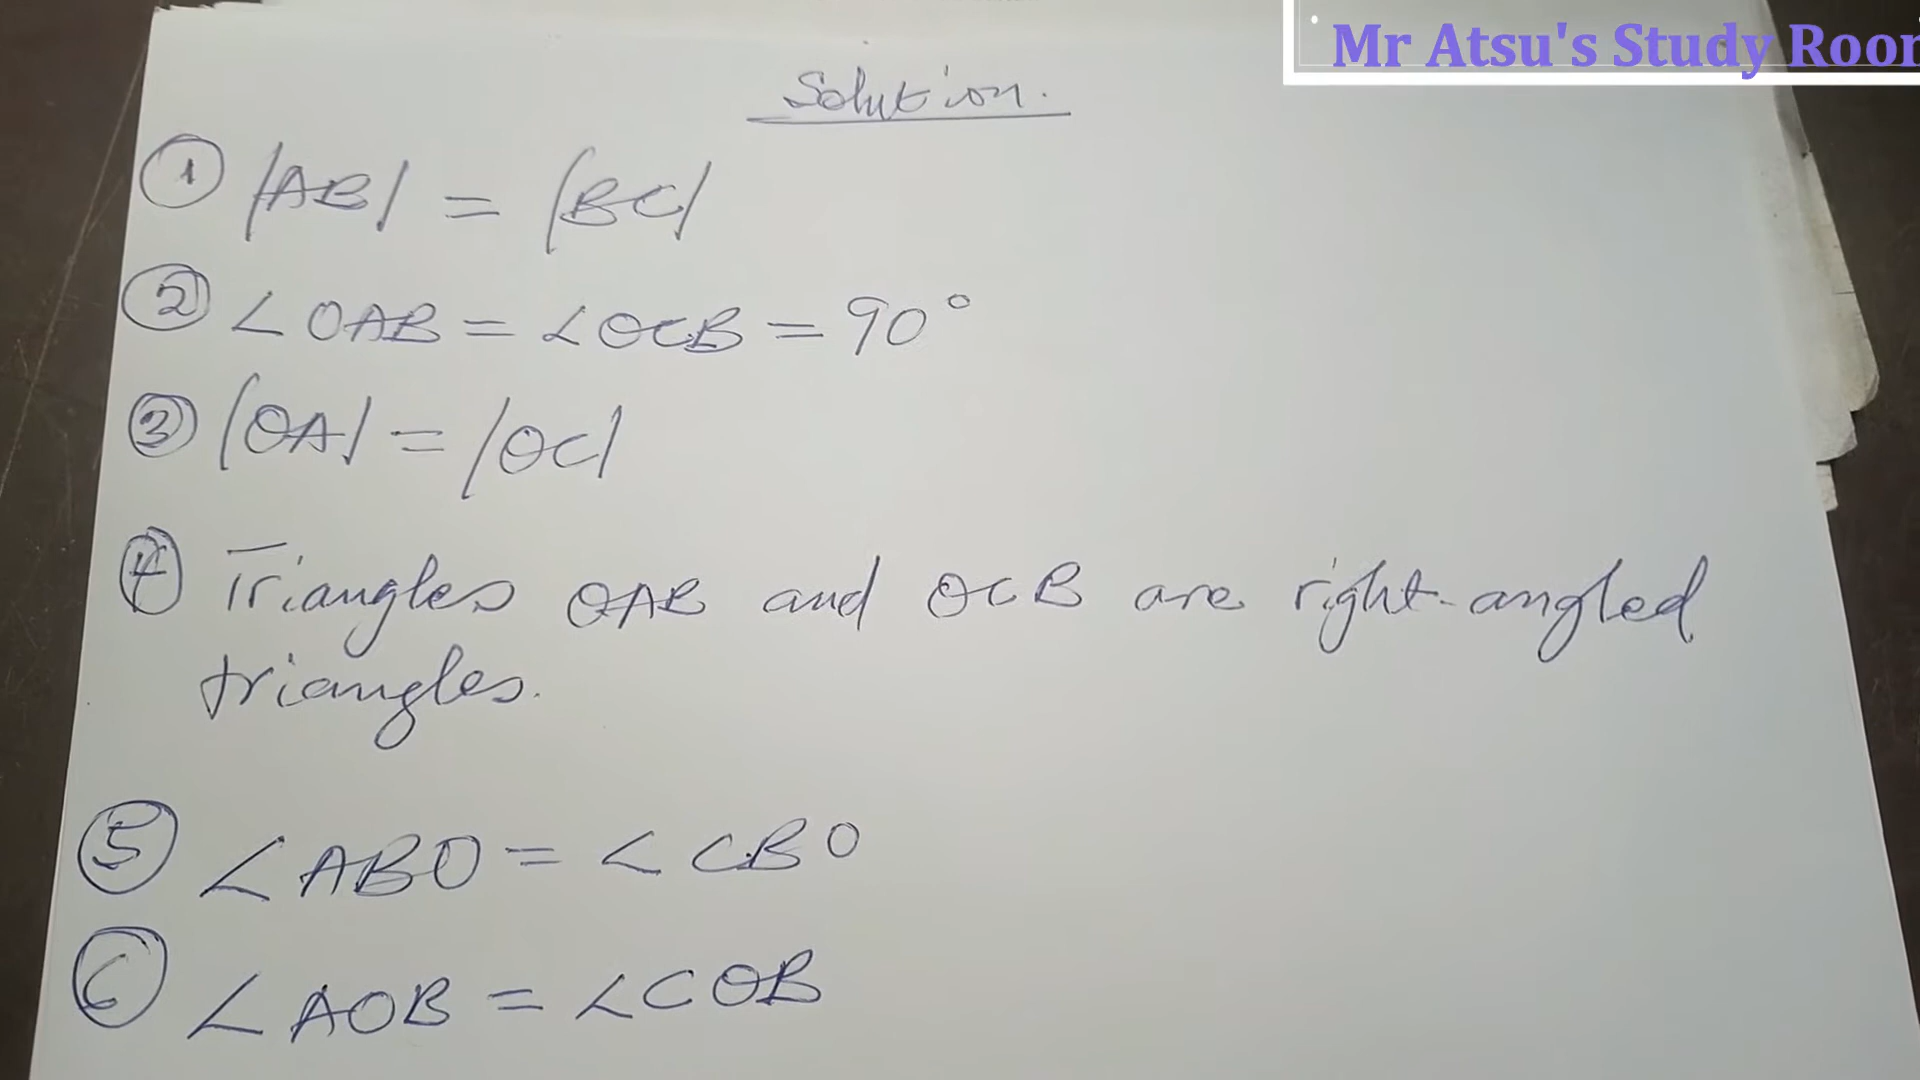 Mr Atsu's Study Roo
Solution.
① |AB| = |BC|
② ∠OAB = ∠OCB = 90°
③ |OA| = |OC|
④ Triangles OAB and OCB are right-angled
triangles.
⑤ ∠ABO = ∠CBO
⑥ ∠AOB = ∠COB